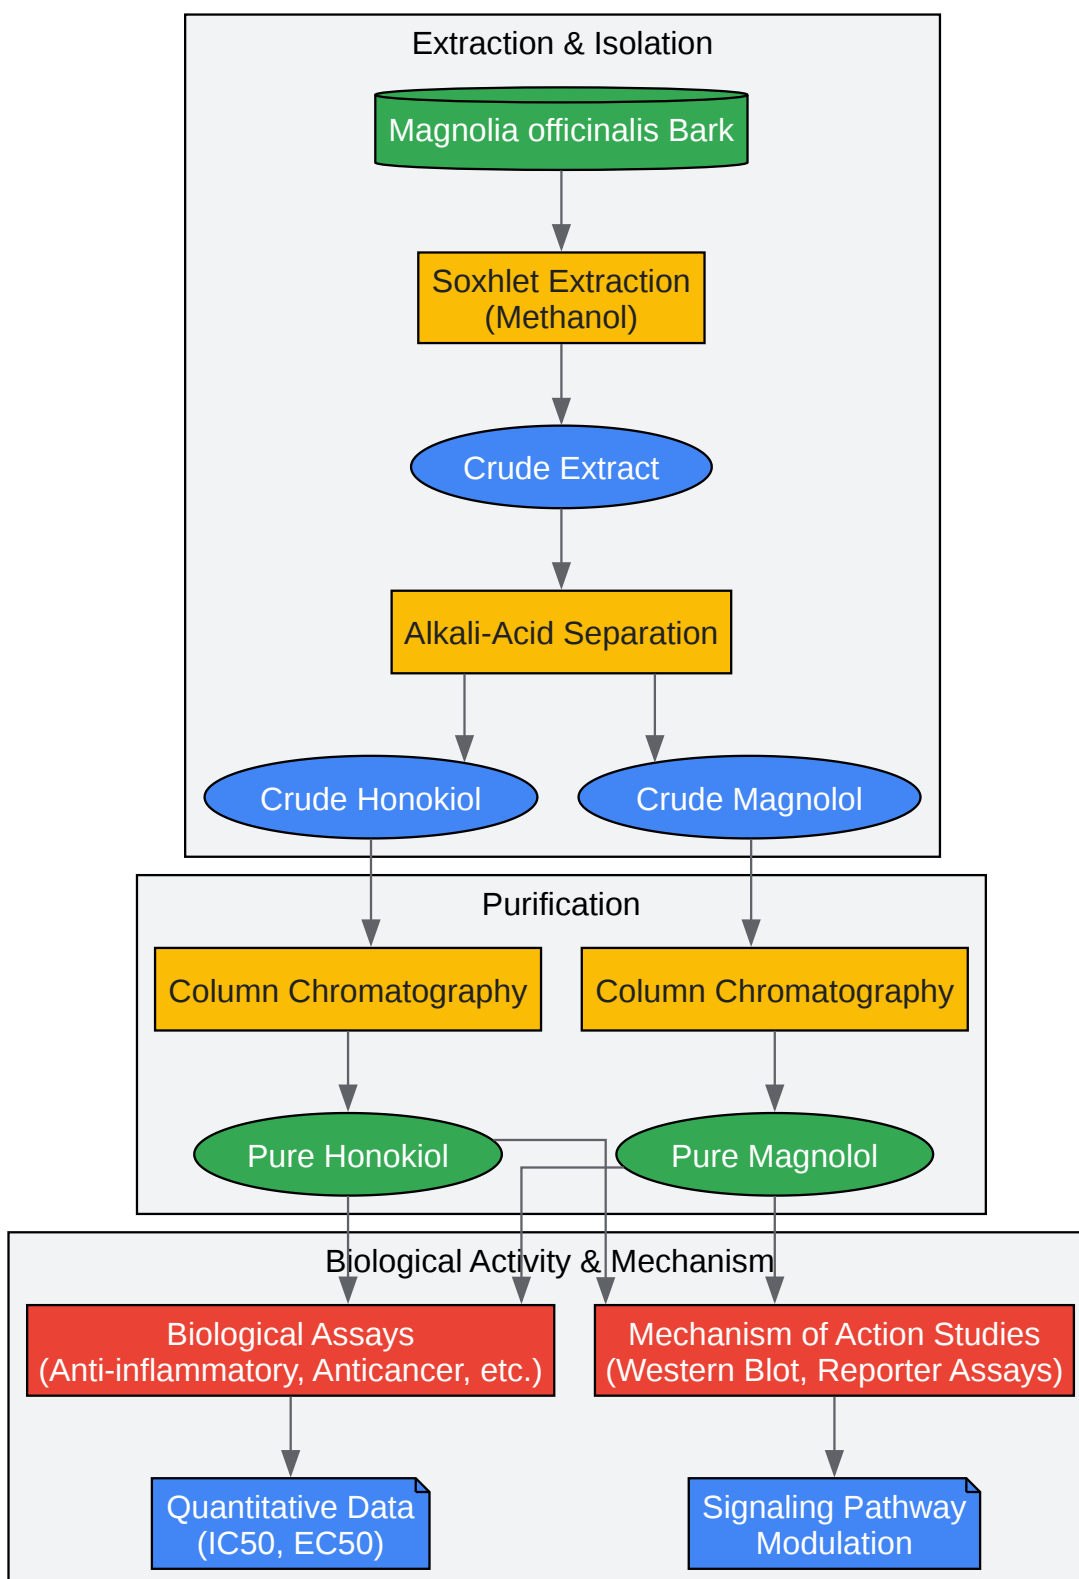 Extraction & Isolation
Magnolia officinalis Bark
Soxhlet Extraction
(Methanol)
Crude Extract
Alkali-Acid Separation
Crude Honokiol
Crude Magnolol
Purification
Column Chromatography
Column Chromatography
Pure Honokiol
Pure Magnolol
Biological Activity & Mechanism
Biological Assays
(Anti-inflammatory, Anticancer, etc.)
Mechanism of Action Studies
(Western Blot, Reporter Assays)
Quantitative Data
(IC50, EC50)
Signaling Pathway
Modulation